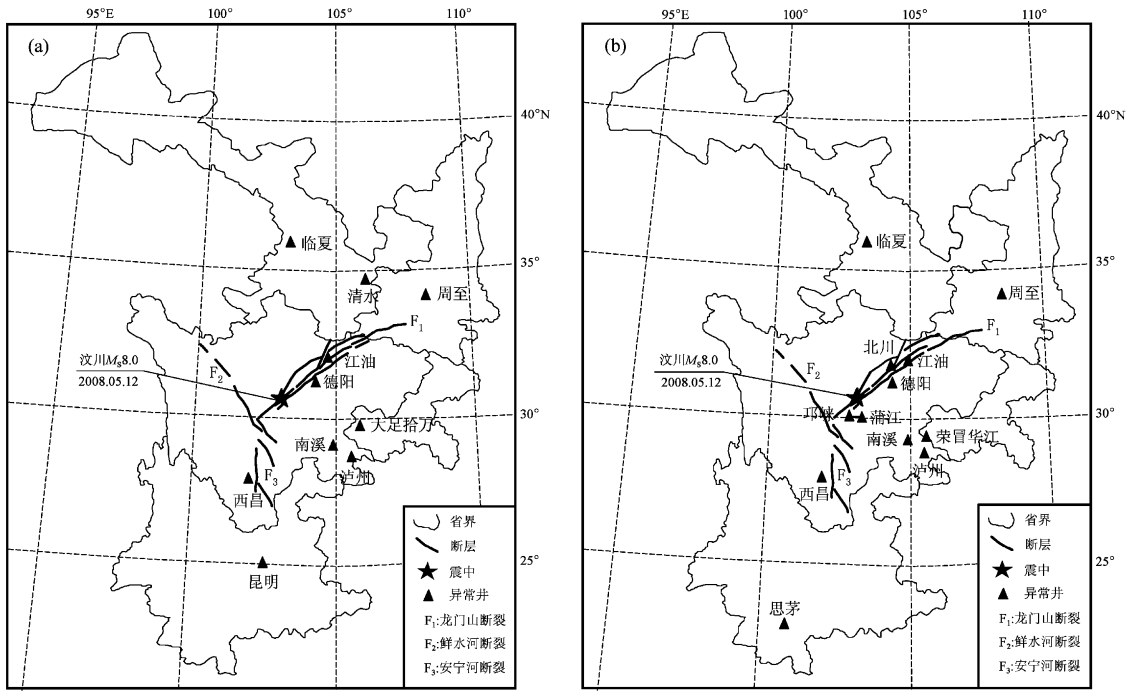 95°E 100° 105° 110°
(a)
40°N
临夏
35°
清水
周至
F₁
汶川Mₛ8.0
2008.05.12
F₂
江油
德阳
30°
大足拾万
南溪
泸州
F₃
西昌
25°
昆明
省界
断层
震中
异常井
F₁:龙门山断裂
F₂:鲜水河断裂
F₃:安宁河断裂
95°E 100° 105° 110°
(b)
40°N
临夏
35°
周至
F₁
北川
汶川Mₛ8.0
2008.05.12
F₂
江油
德阳
30°
邛崃
蒲江
南溪
荣冒华江
泸州
F₃
西昌
25°
思茅
省界
断层
震中
异常井
F₁:龙门山断裂
F₂:鲜水河断裂
F₃:安宁河断裂